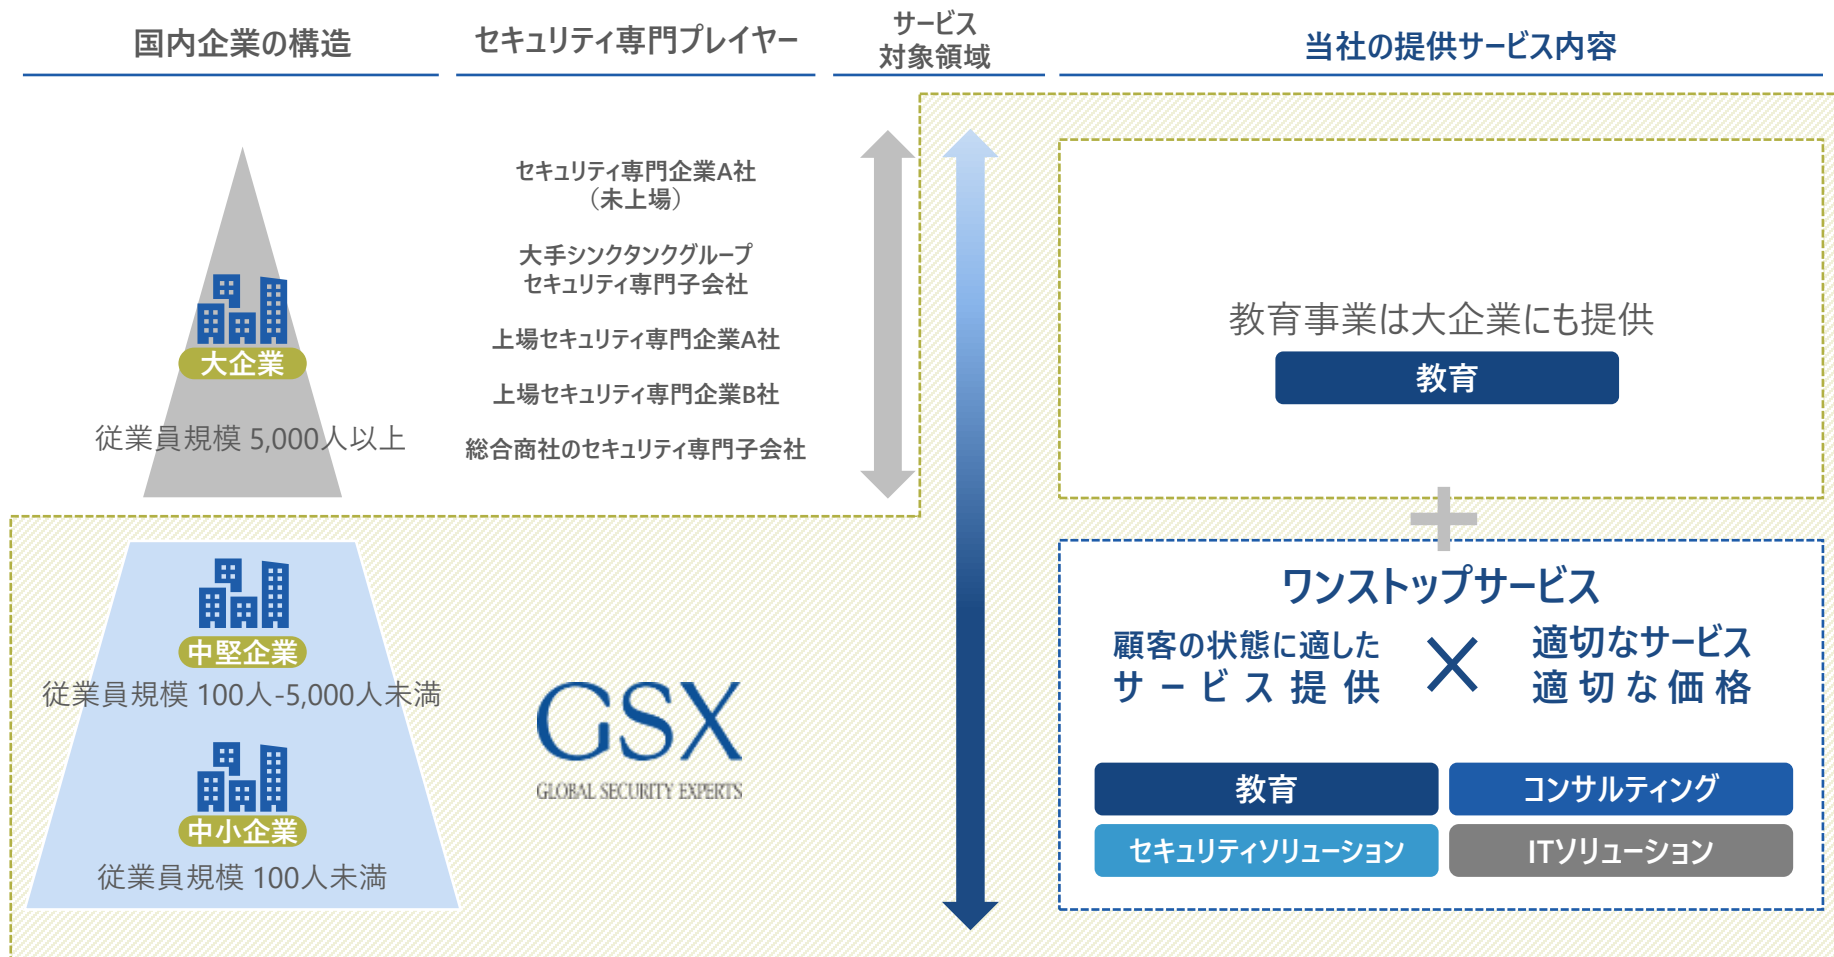 国内企業の構造
セキュリティ専門プレイヤー
サービス
対象領域
当社の提供サービス内容
大企業
従業員規模 5,000人以上
セキュリティ専門企業A社
（未上場）
大手シンクタンクグループ
セキュリティ専門子会社
上場セキュリティ専門企業A社
上場セキュリティ専門企業B社
総合商社のセキュリティ専門子会社
教育事業は大企業にも提供
教育
中堅企業
従業員規模 100人-5,000人未満
中小企業
従業員規模 100人未満
GSX
GLOBAL SECURITY EXPERTS
ワンストップサービス
顧客の状態に適した
サービス提供
適切なサービス
適切な価格
教育
コンサルティング
セキュリティソリューション
ITソリューション